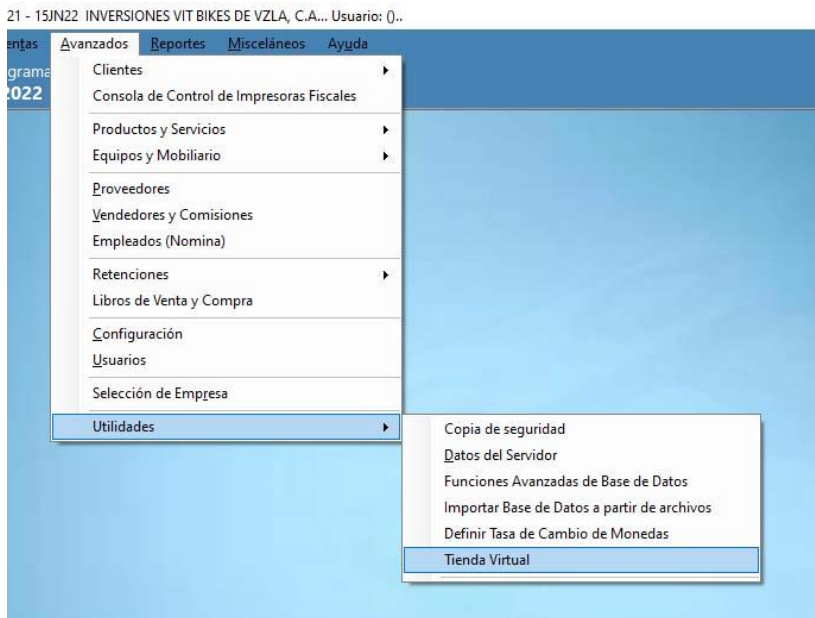 21 - 15JN22 INVERSIONES VIT BIKES DE VZLA, C.A... Usuario: ()..
entas Avanzados Reportes Misceláneos Ayuda
grama
2022
Clientes
Consola de Control de Impresoras Fiscales
Productos y Servicios
Equipos y Mobiliario
Proveedores
Vendedores y Comisiones
Empleados (Nomina)
Retenciones
Libros de Venta y Compra
Configuración
Usuarios
Selección de Empresa
Utilidades
Copia de seguridad
Datos del Servidor
Funciones Avanzadas de Base de Datos
Importar Base de Datos a partir de archivos
Definir Tasa de Cambio de Monedas
Tienda Virtual